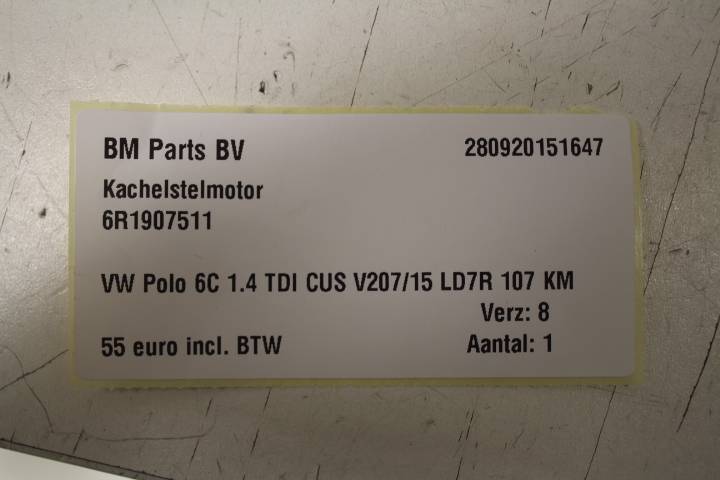 BM Parts BV 280920151647
Kachelstelmotor
6R1907511
VW Polo 6C 1.4 TDI CUS V207/15 LD7R 107 KM
Verz: 8
55 euro incl. BTW Aantal: 1